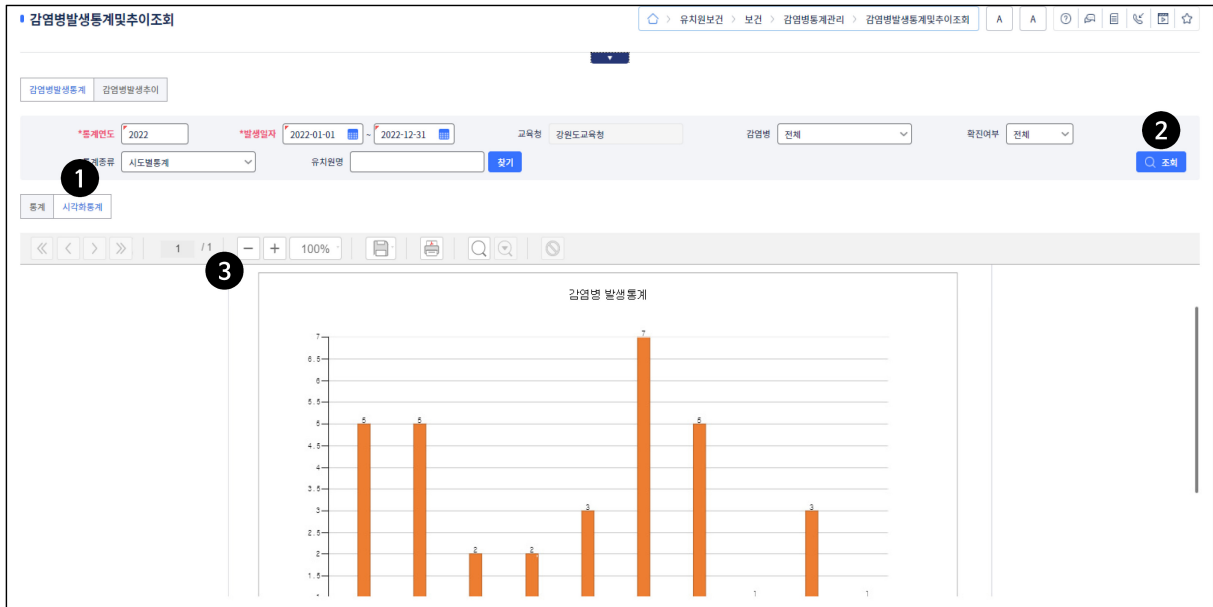 감염병발생통계및추이조회
유치원보건 > 보건 > 감염병통계관리 > 감염병발생통계및추이조회 A A
감염병발생통계 감염병발생추이
*통계연도 2022 *발생일자 2022-01-01 ~ 2022-12-31 교육청 강원도교육청 감염병 전체 확진여부 전체 2
통계종류 시도별통계 유치원명 찾기 조회
1
통계 시각화통계
1 /1 100%
3
감염병 발생통계
7
7
6.5
6
5.5
5 5 5
4.5
4
3.5
3 3 3
2.5
2 2 2
1.5
1 1